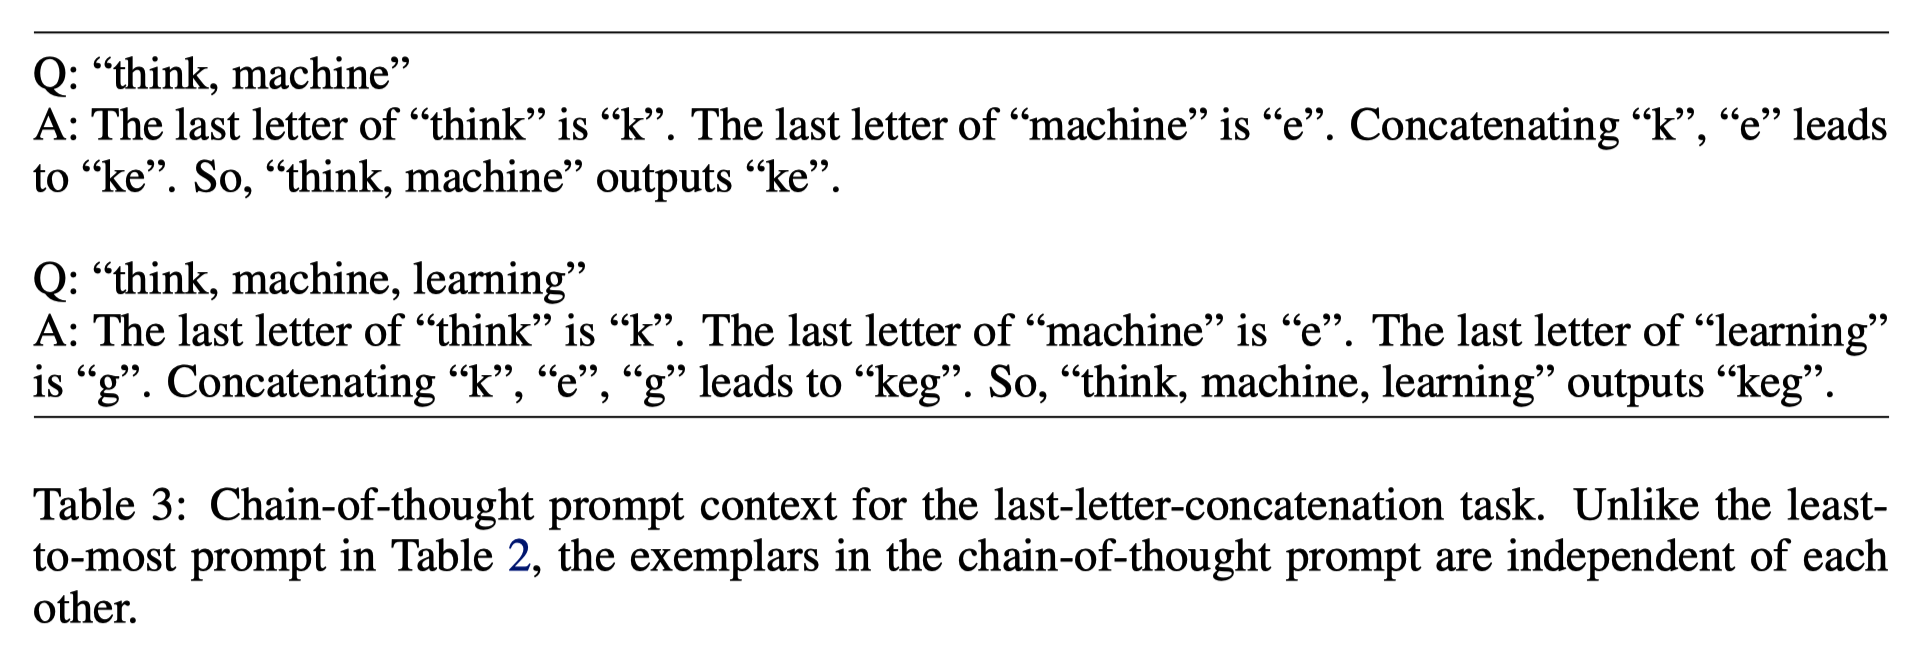 Q: “think, machine”
A: The last letter of “think” is “k”. The last letter of “machine” is “e”. Concatenating “k”, “e” leads
to “ke”. So, “think, machine” outputs “ke”.
Q: “think, machine, learning”
A: The last letter of “think” is “k”. The last letter of “machine” is “e”. The last letter of “learning”
is “g”. Concatenating “k”, “e”, “g” leads to “keg”. So, “think, machine, learning” outputs “keg”.
Table 3: Chain-of-thought prompt context for the last-letter-concatenation task. Unlike the least-
to-most prompt in Table 2, the exemplars in the chain-of-thought prompt are independent of each
other.